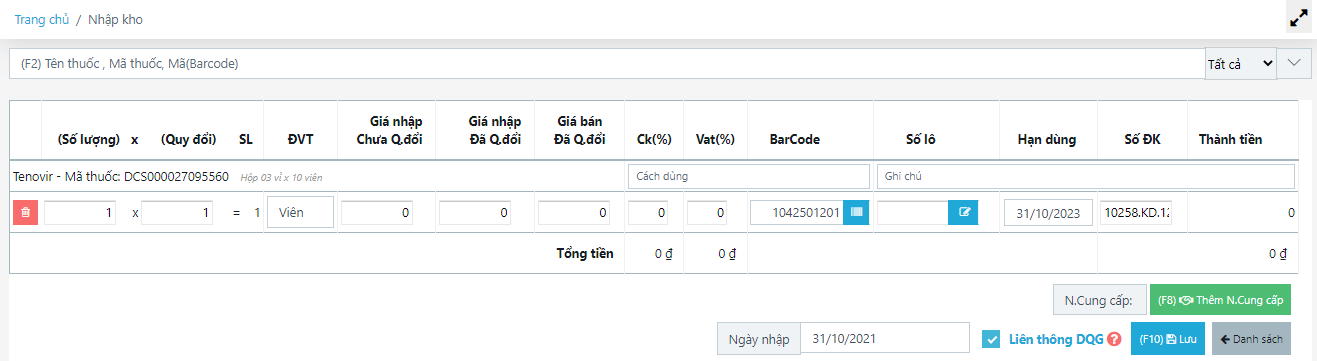 Trang chủ / Nhập kho
(F2) Tên thuốc , Mã thuốc, Mã(Barcode) Tất cả
(Số lượng) x (Quy đổi) SL ĐVT Giá nhập Chưa Q.đổi Giá nhập Đã Q.đổi Giá bán Đã Q.đổi Ck(%) Vat(%) BarCode Số lô Hạn dùng Số ĐK Thành tiền
Tenovir - Mã thuốc: DCS000027095560 Hộp 03 vỉ x 10 viên Cách dùng Ghi chú
1 x 1 = 1 Viên 0 0 0 0 0 1042501201 31/10/2023 10258.KD.12 0
Tổng tiền 0 ₫ 0 ₫ 0 ₫
N.Cung cấp: (F8) Thêm N.Cung cấp
Ngày nhập 31/10/2021 Liên thông DQG ? (F10) Lưu Danh sách